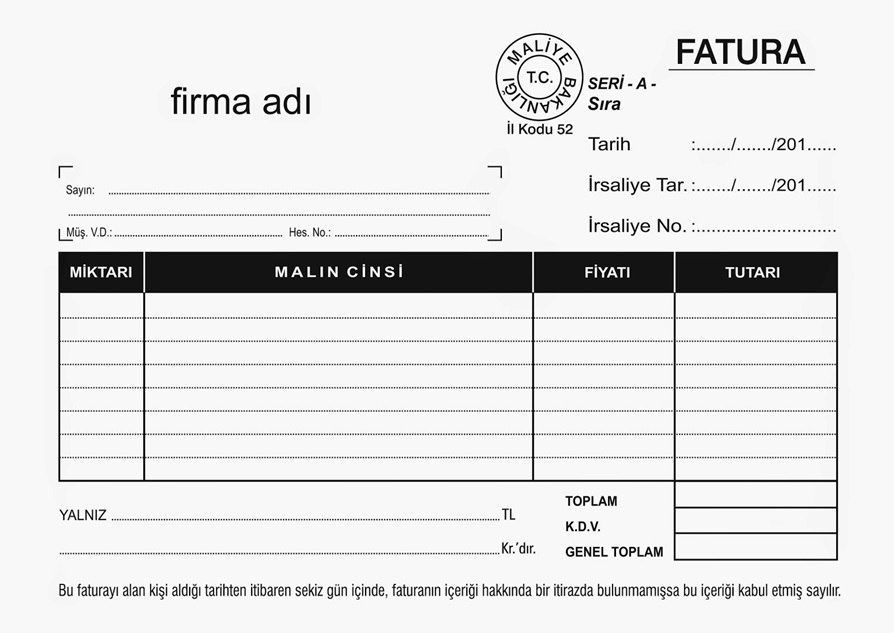 FATURA
firma adı
MALİYE BAKANLIĞI
T.C.
İl Kodu 52
SERİ - A -
Sıra
Tarih :......./......./201......
İrsaliye Tar. :......./......./201......
İrsaliye No. :...........................
Sayın: ................................................
................................................
Müş. V.D.: ........................ Hes. No.: ........................
MİKTARI MALIN CİNSİ FİYATI TUTARI
YALNIZ ................................................ TL
................................................ Kr.'dır.
TOPLAM
K.D.V.
GENEL TOPLAM
Bu faturayı alan kişi aldığı tarihten itibaren sekiz gün içinde, faturanın içeriği hakkında bir itirazda bulunmamışsa bu içeriği kabul etmiş sayılır.